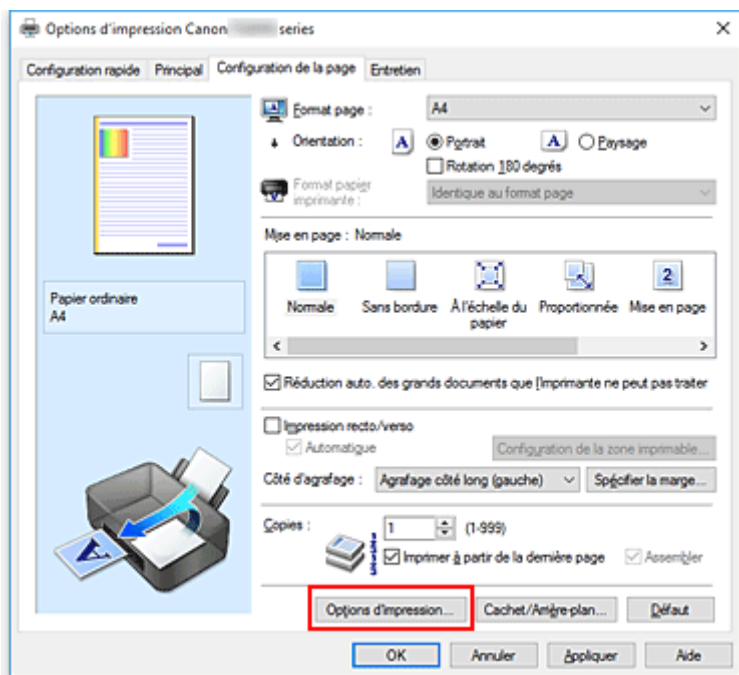 Options d'impression Canon series
Configuration rapide Principal Configuration de la page Entretien
Format page : A4
Orientation : A Portrait A Paysage
Rotation 180 degrés
Format papier imprimante : Identique au format page
Mise en page : Normale
Normale Sans bordure À l'échelle du papier Proportionnée 2 Mise en page
Papier ordinaire
A4
Réduction auto. des grands documents que l'imprimante ne peut pas traiter
Impression recto/verso
Automatique Configuration de la zone imprimable...
Côté d'agrafage : Agrafage côté long (gauche) Spécifier la marge...
Copies : 1 (1-999)
Imprimer à partir de la dernière page Assembler
Options d'impression... Cachet/Arrière-plan... Défaut
OK Annuler Appliquer Aide